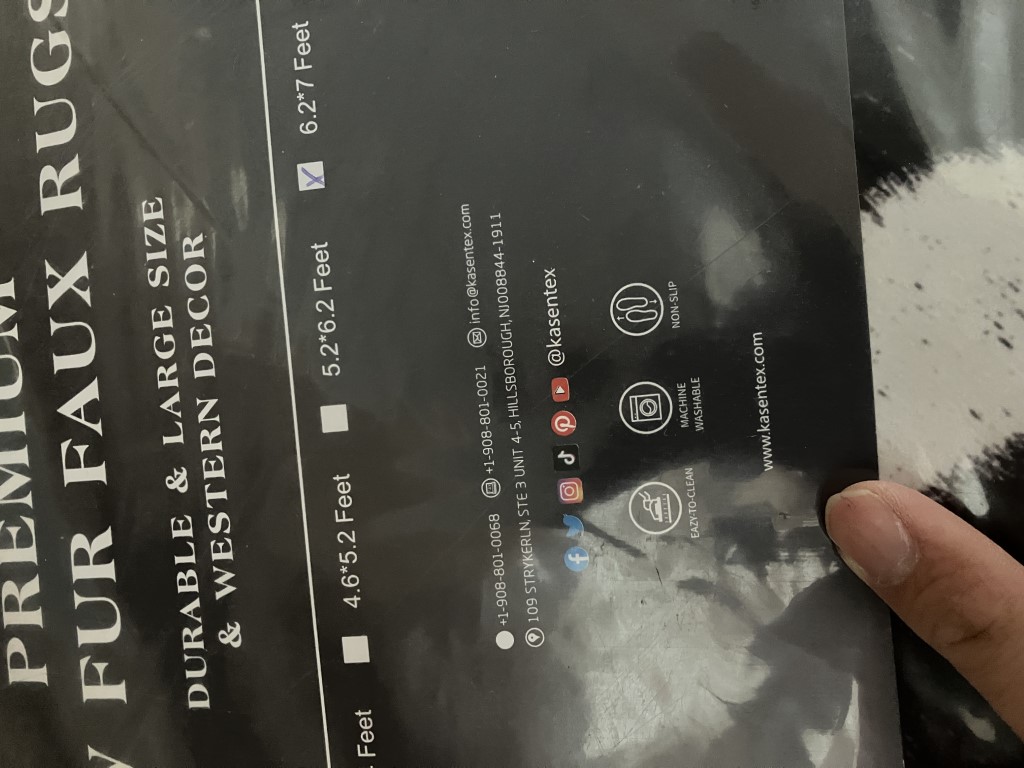 PREMIUM
Y FUR FAUX RUGS
DURABLE & LARGE SIZE
& WESTERN DECOR
Feet 4.6*5.2 Feet 5.2*6.2 Feet 6.2*7 Feet
+1-908-801-0068 +1-908-801-0021 info@kasentex.com
109 STRYKERLN, STE 3 UNIT 4-5, HILLSBOROUGH, NJ008844-1911
@kasentex
EAZY-TO-CLEAN
MACHINE
WASHABLE
NON-SLIP
www.kasentex.com